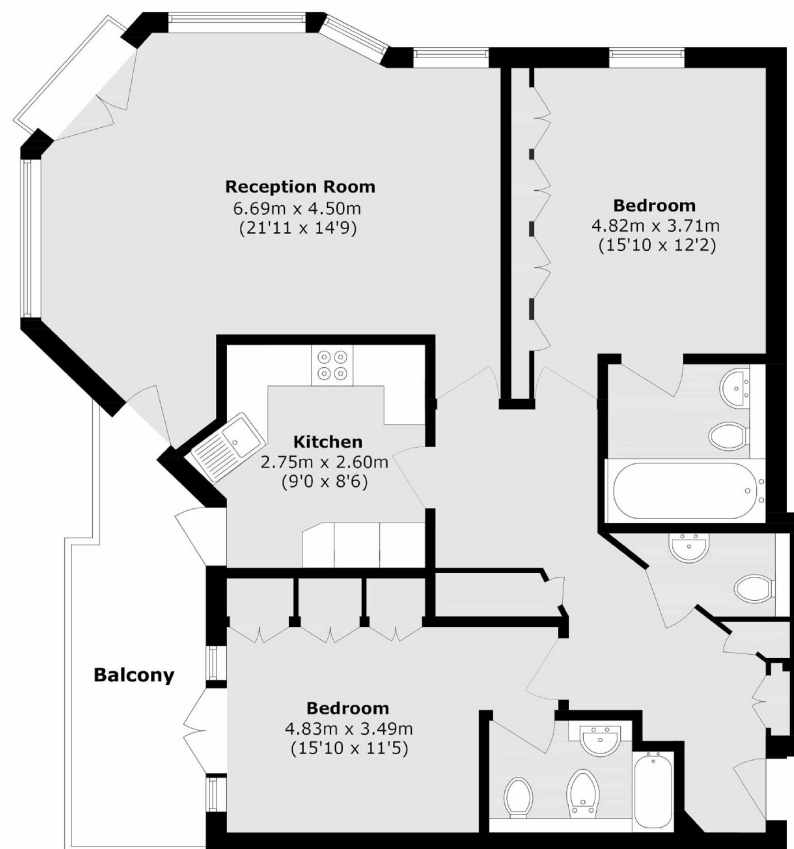 Reception Room
6.69m x 4.50m
(21'11 x 14'9)
Bedroom
4.82m x 3.71m
(15'10 x 12'2)
Kitchen
2.75m x 2.60m
(9'0 x 8'6)
Balcony
Bedroom
4.83m x 3.49m
(15'10 x 11'5)